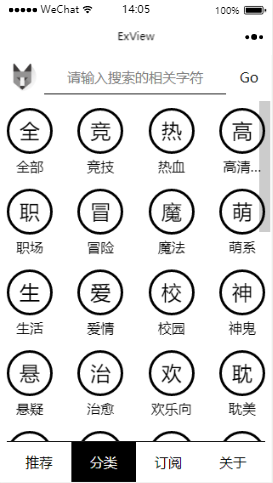 WeChat 14:05 100%
ExView
请输入搜索的相关字符 Go
全 竞 热 高
全部 竞技 热血 高清...
职 冒 魔 萌
职场 冒险 魔法 萌系
生 爱 校 神
生活 爱情 校园 神鬼
悬 治 欢 耽
悬疑 治愈 欢乐向 耽美
推荐 分类 订阅 关于